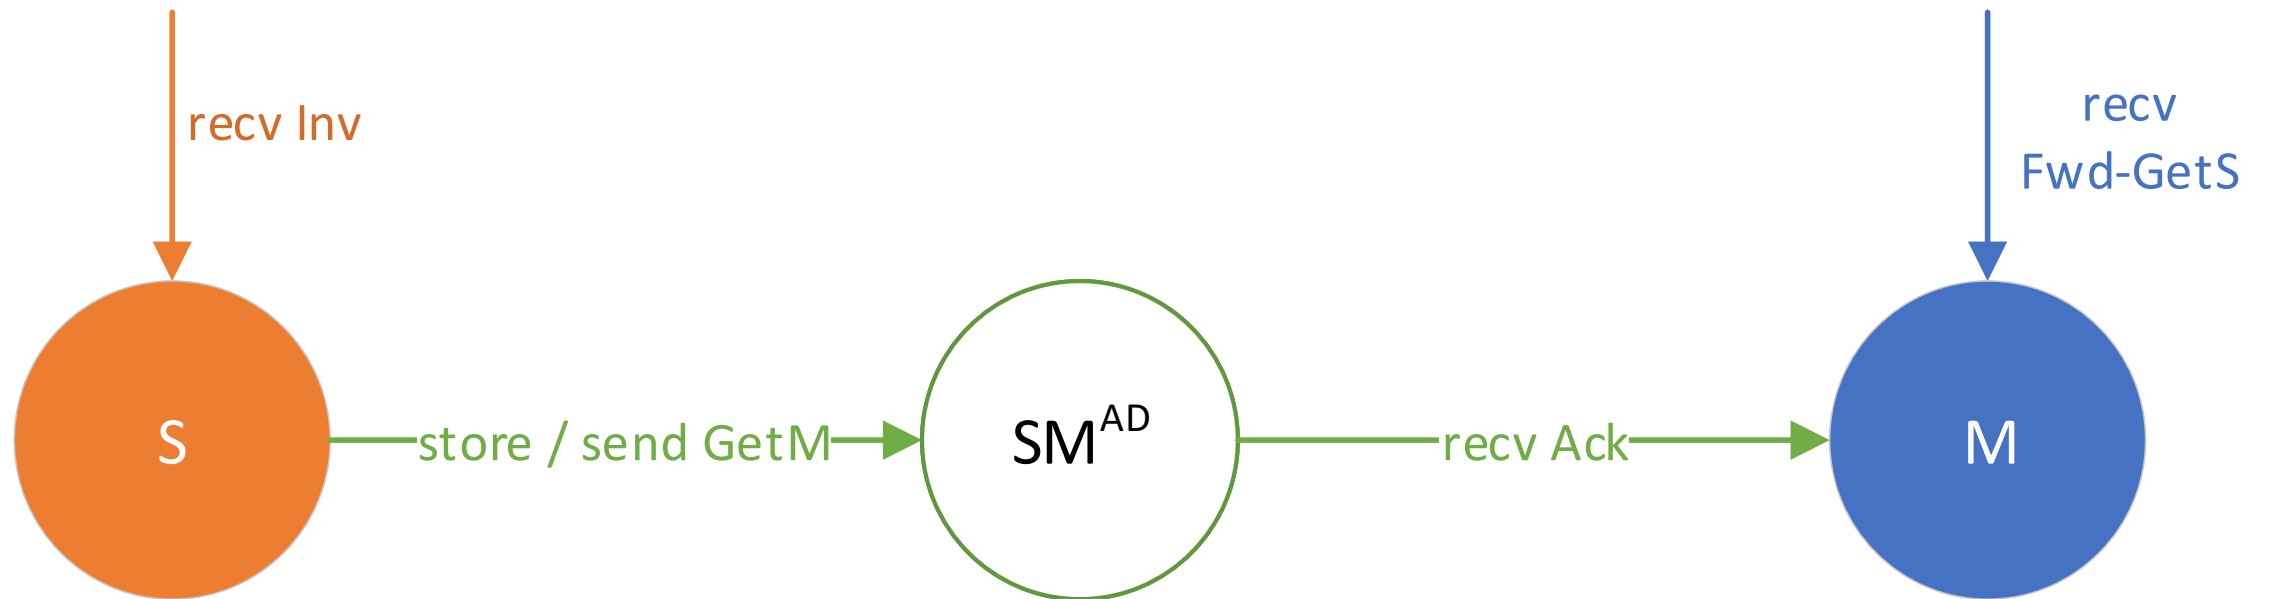 recv Inv
recv
Fwd-GetS
S
store / send GetM
SM^AD
recv Ack
M